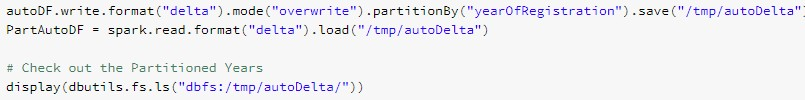 autoDF.write.format("delta").mode("overwrite").partitionBy("yearOfRegistration").save("/tmp/autoDelta")
PartAutoDF = spark.read.format("delta").load("/tmp/autoDelta")
# Check out the Partitioned Years
display(dbutils.fs.ls("dbfs:/tmp/autoDelta/"))